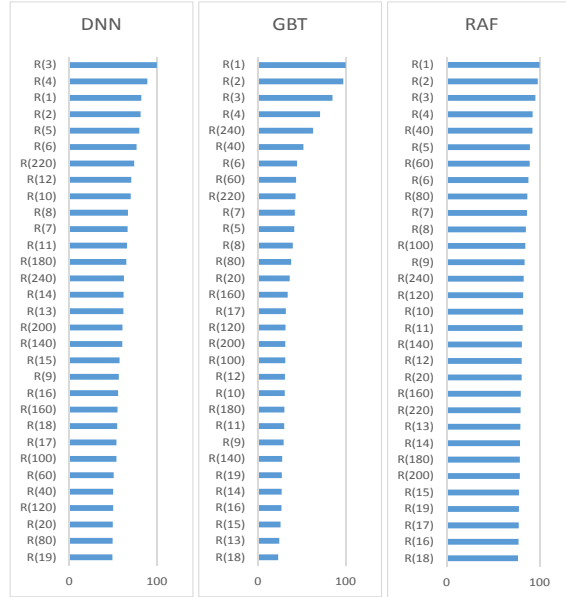 DNN
R(3)
R(4)
R(1)
R(2)
R(5)
R(6)
R(220)
R(12)
R(10)
R(8)
R(7)
R(11)
R(180)
R(240)
R(14)
R(13)
R(200)
R(140)
R(15)
R(9)
R(16)
R(160)
R(18)
R(17)
R(100)
R(60)
R(40)
R(120)
R(20)
R(80)
R(19)
0 100
GBT
R(1)
R(2)
R(3)
R(4)
R(240)
R(40)
R(6)
R(60)
R(220)
R(7)
R(5)
R(8)
R(80)
R(20)
R(160)
R(17)
R(120)
R(200)
R(100)
R(12)
R(10)
R(180)
R(11)
R(9)
R(140)
R(19)
R(14)
R(16)
R(15)
R(13)
R(18)
0 100
RAF
R(1)
R(2)
R(3)
R(4)
R(40)
R(5)
R(60)
R(6)
R(80)
R(7)
R(8)
R(100)
R(9)
R(240)
R(120)
R(10)
R(11)
R(140)
R(12)
R(20)
R(160)
R(220)
R(13)
R(14)
R(180)
R(200)
R(15)
R(19)
R(17)
R(16)
R(18)
0 100